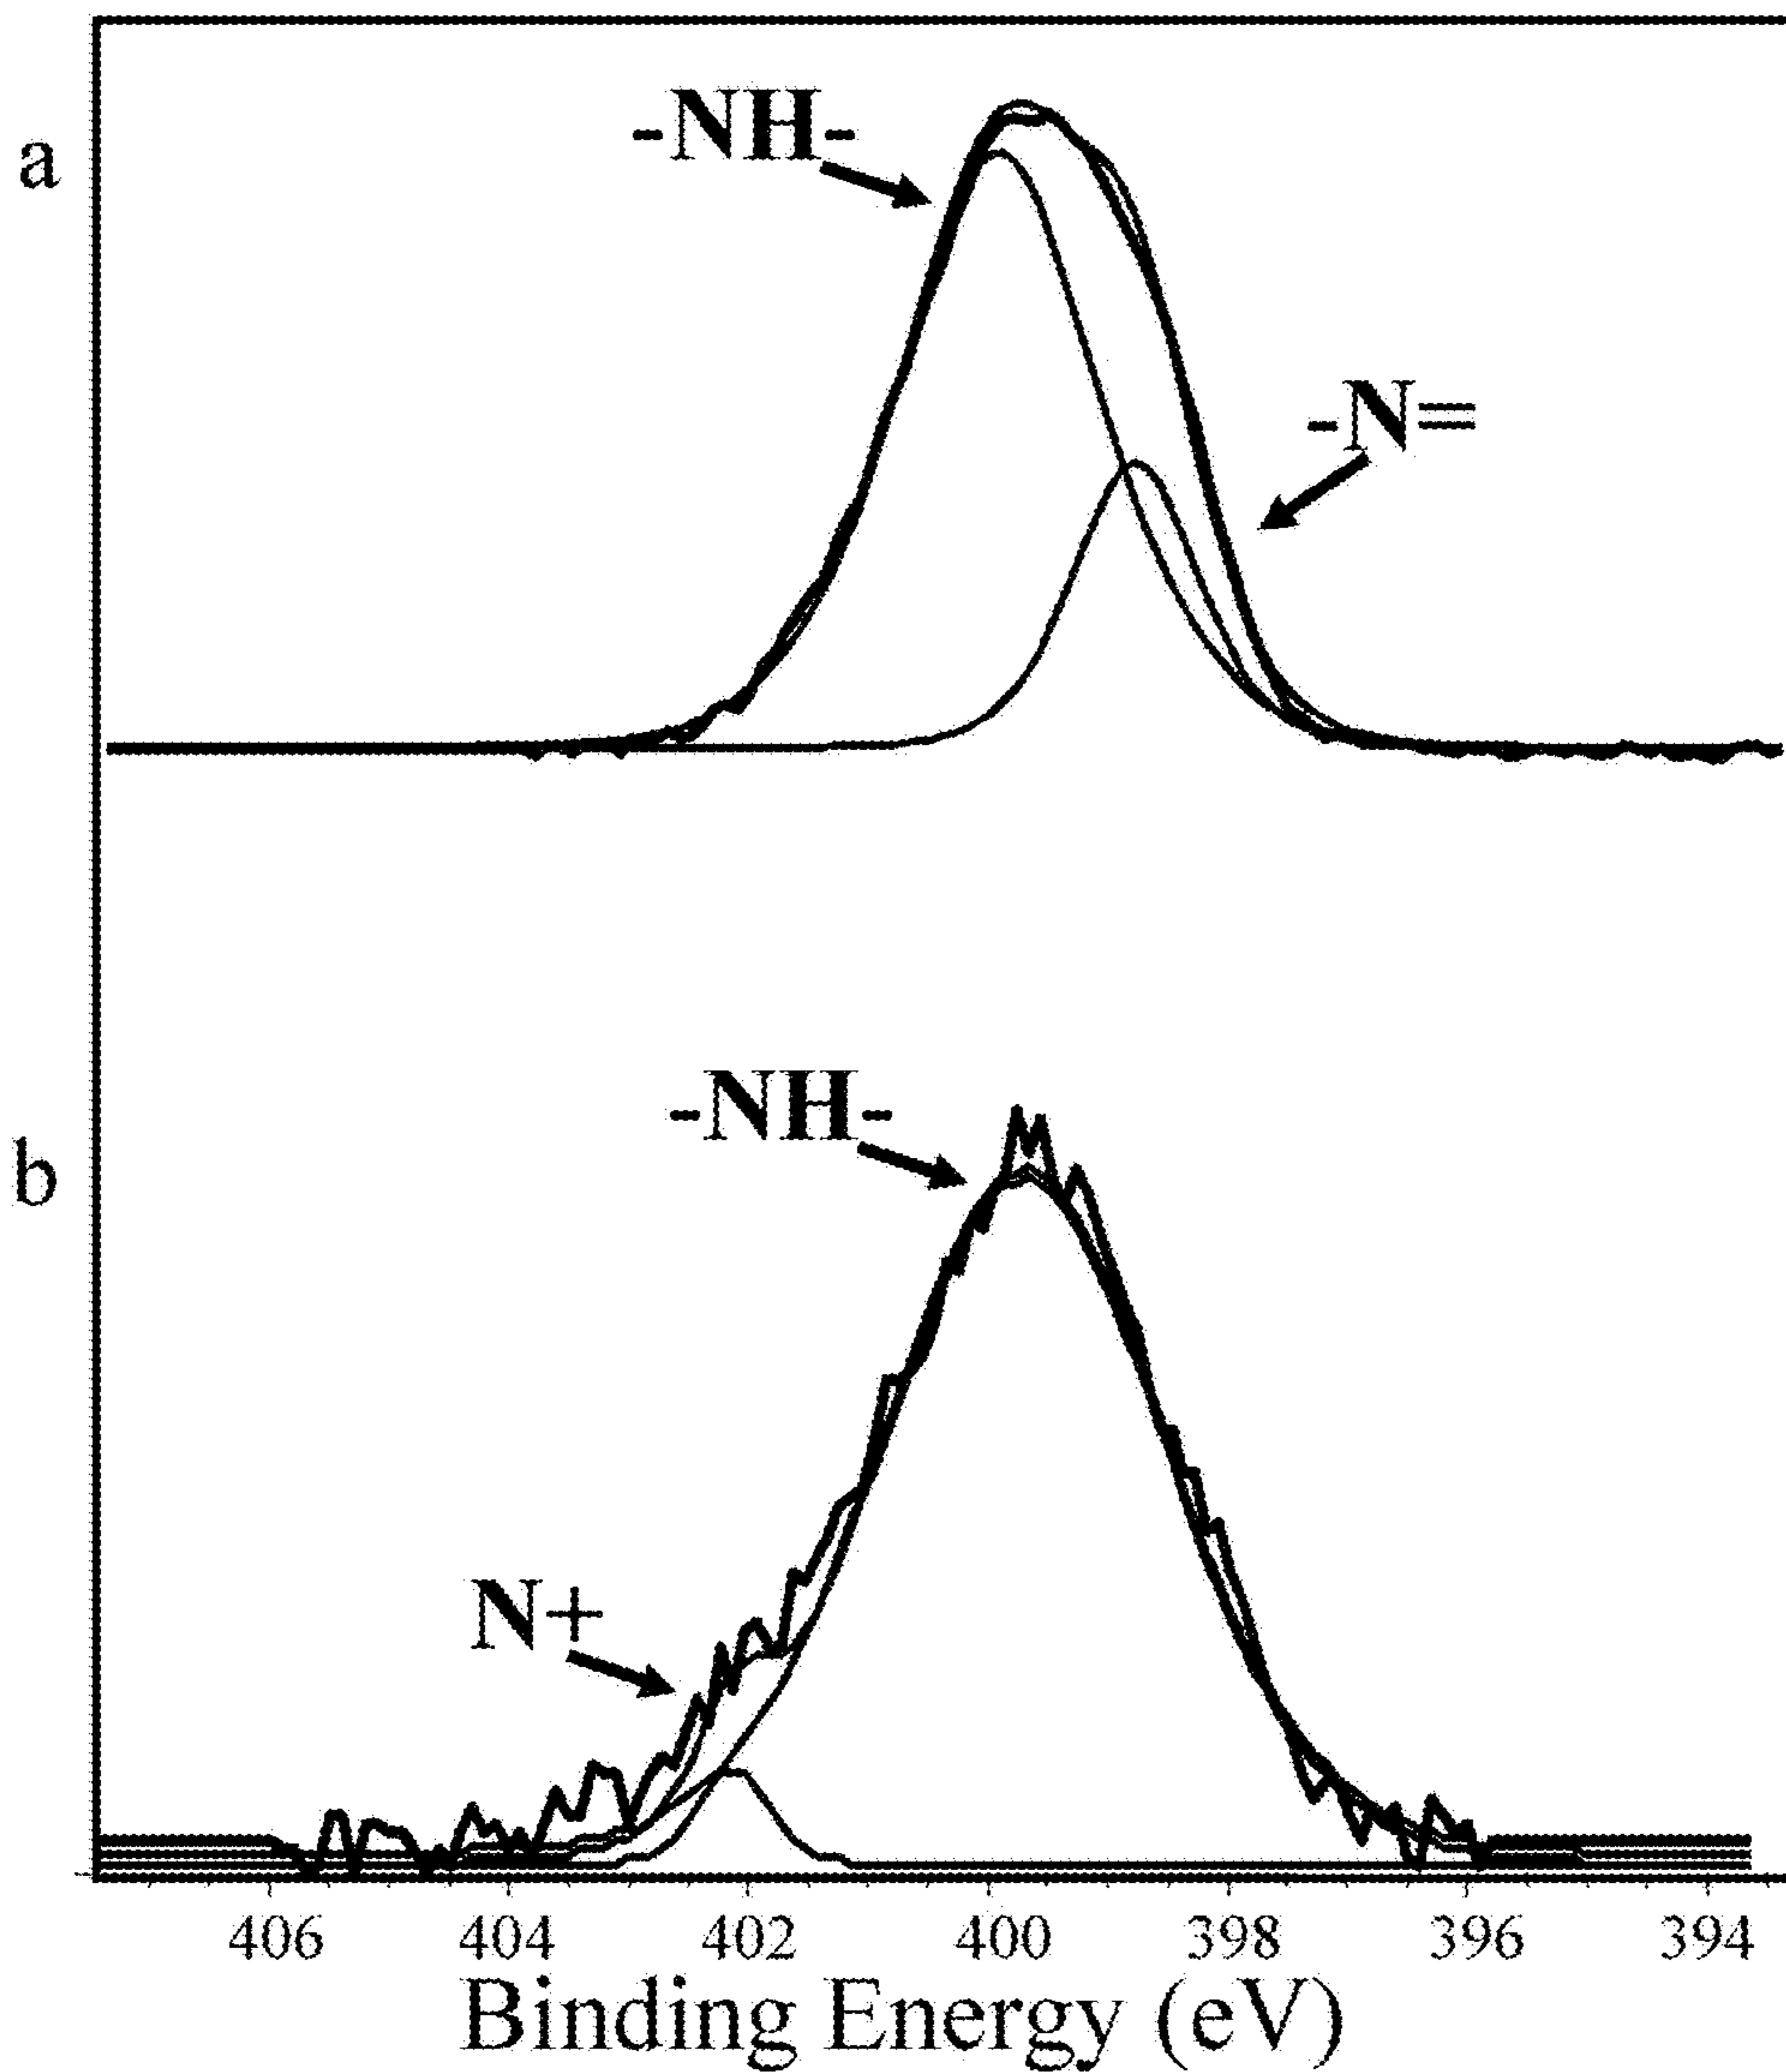 a
-NH-
-N=
b
-NH-
N+
406 404 402 400 398 396 394
Binding Energy (eV)